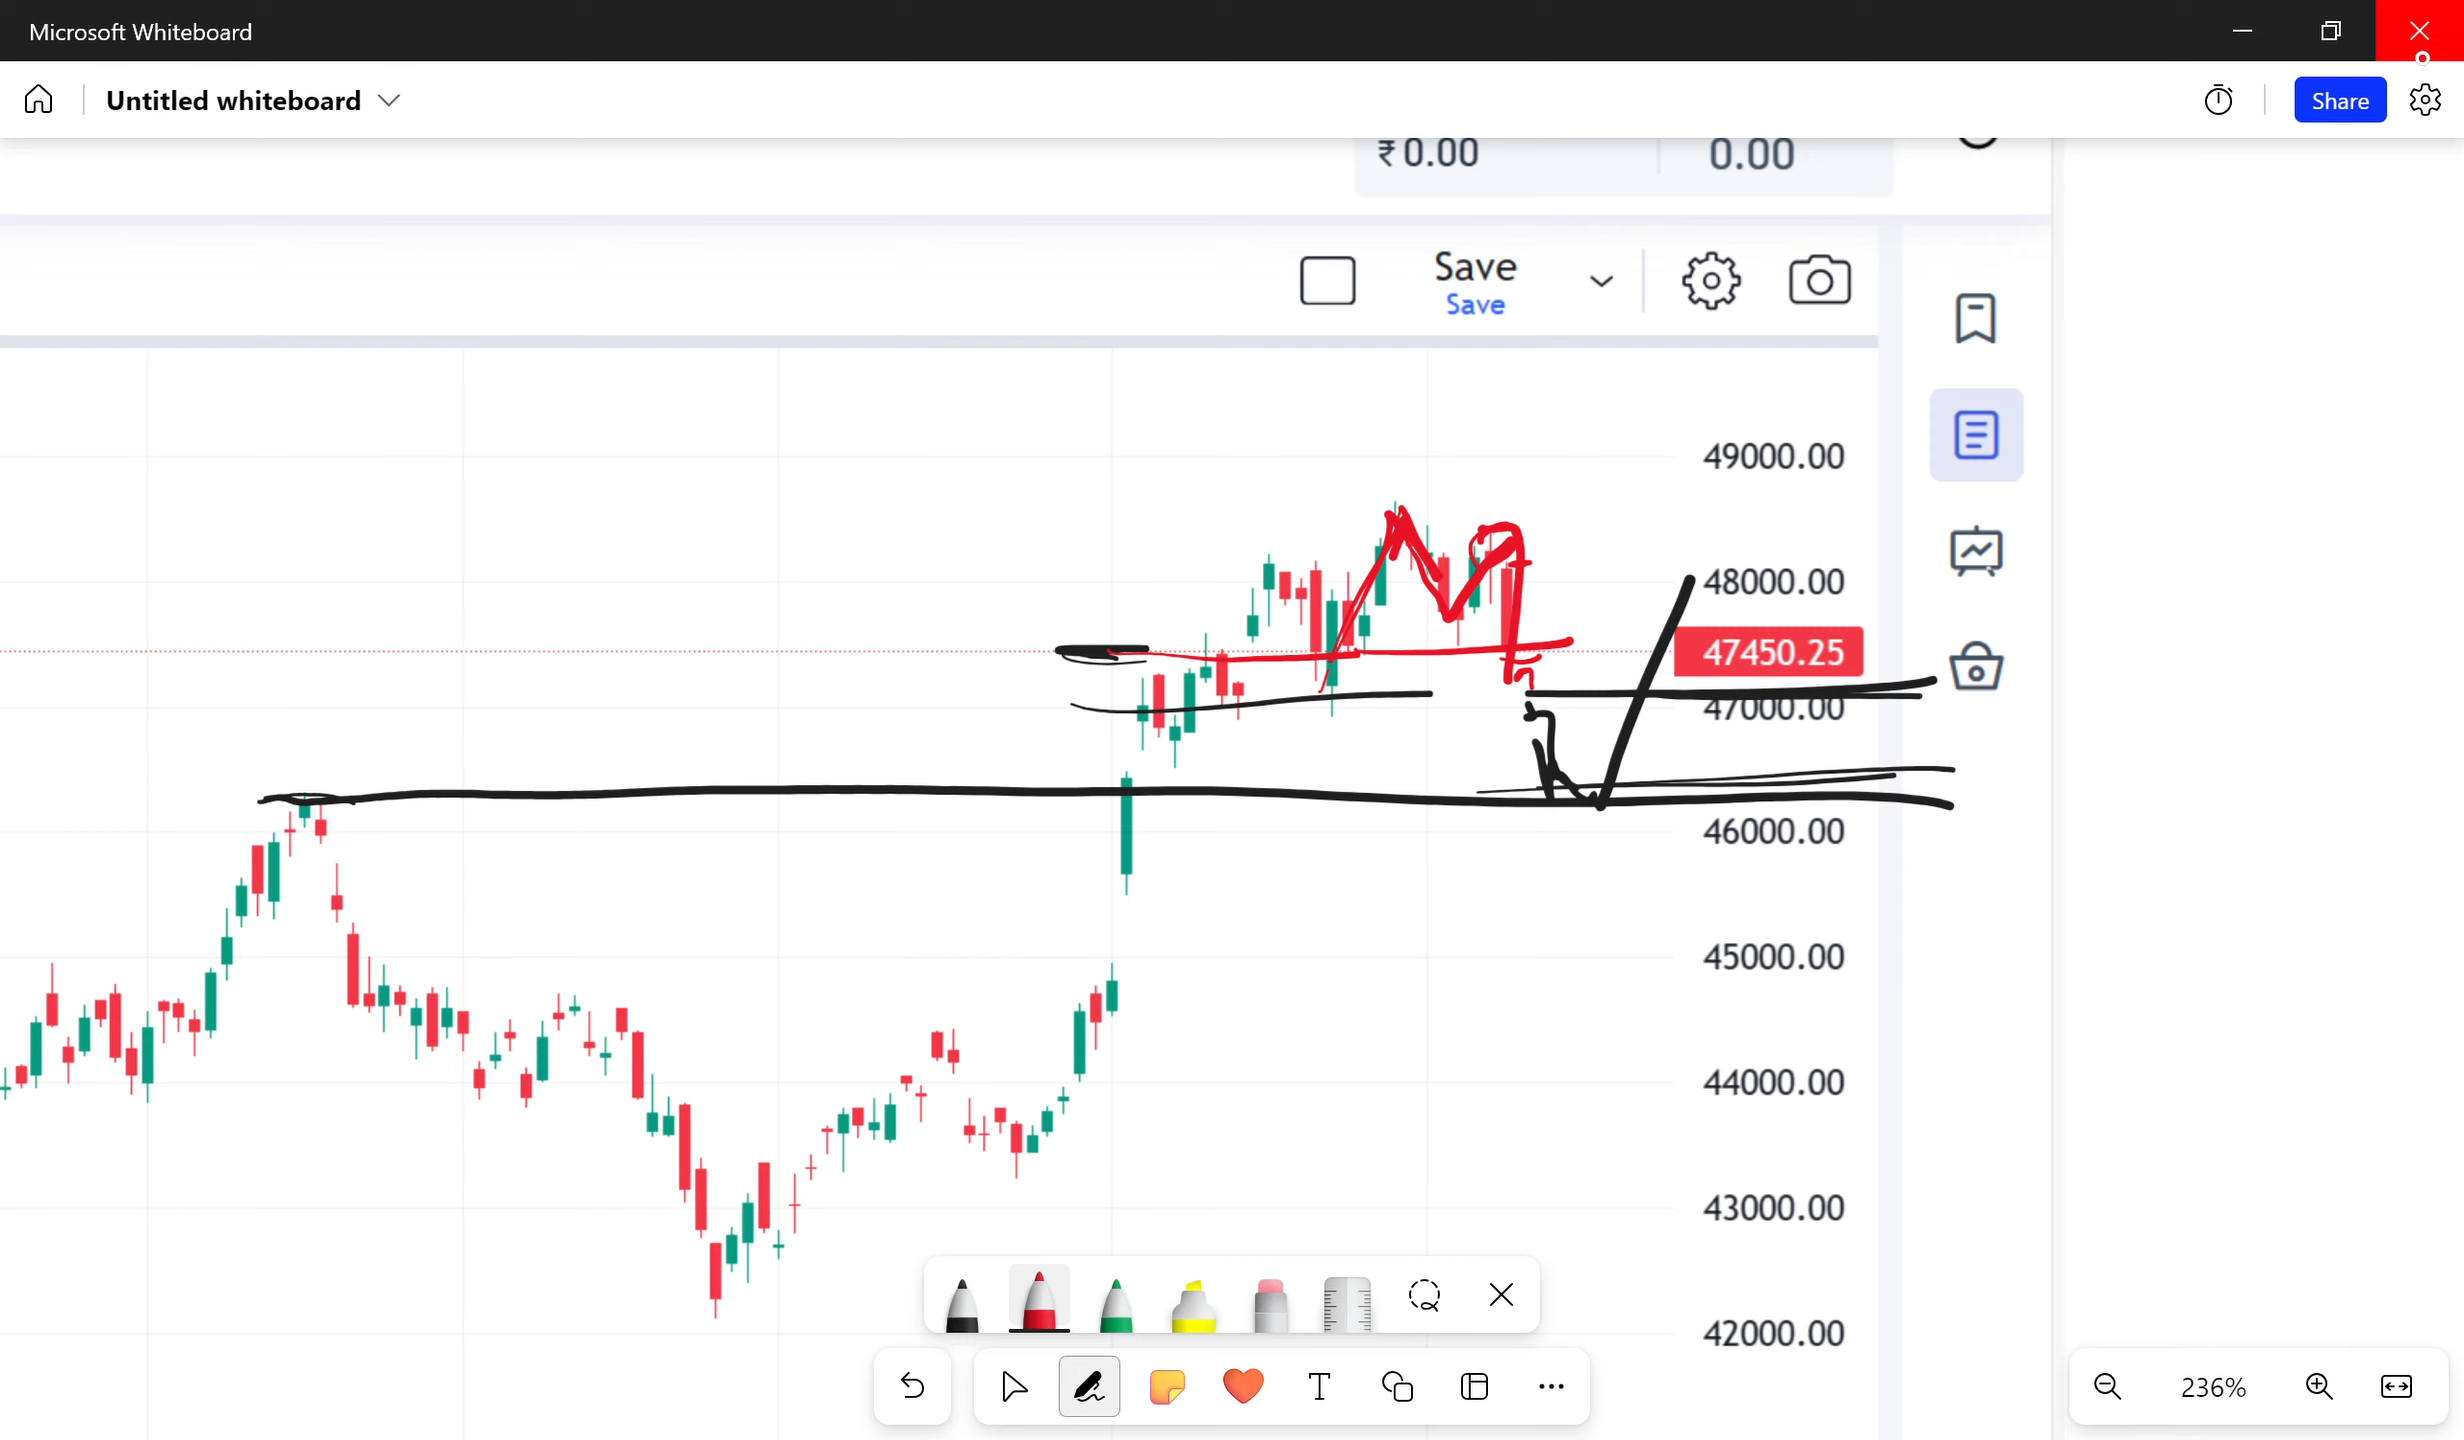 Microsoft Whiteboard
Untitled whiteboard
Share
₹0.00 0.00
Save
Save
49000.00
48000.00
47450.25
47000.00
46000.00
45000.00
44000.00
43000.00
42000.00
T
236%